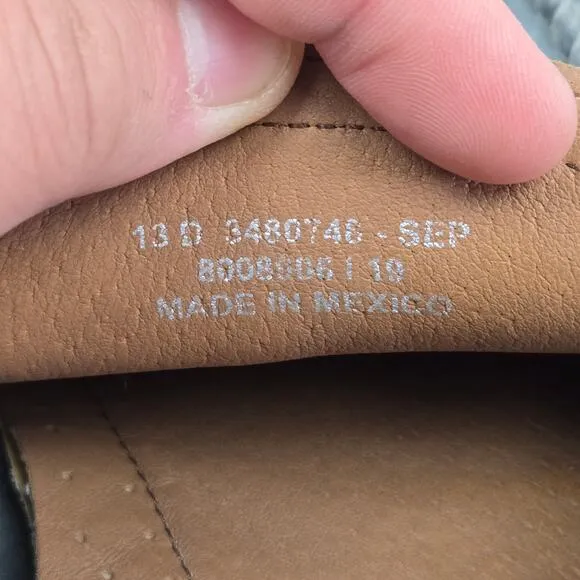 13 D 3480746 - SEP
8008006 | 10
MADE IN MEXICO